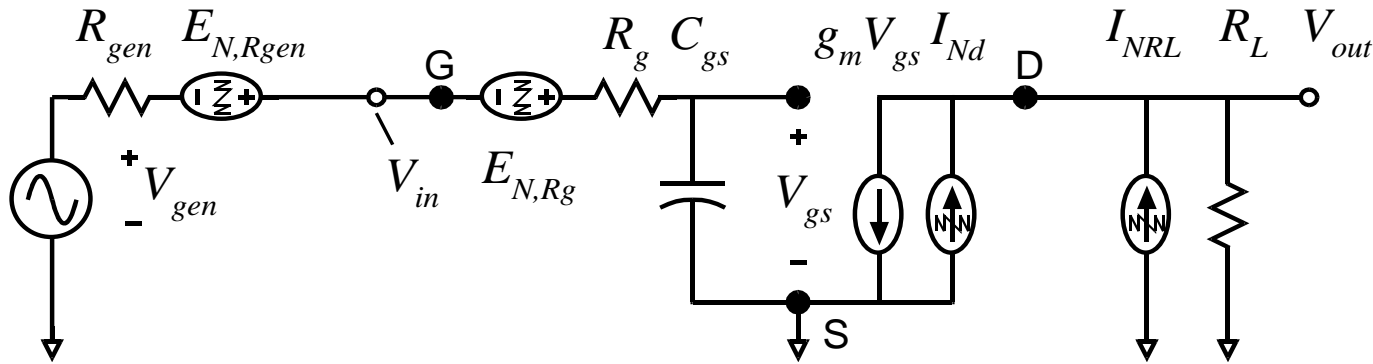 R_gen E_N,Rgen G R_g C_gs g_m V_gs I_Nd D I_NRL R_L V_out
+ V_gen - V_in E_N,Rg + V_gs -
S